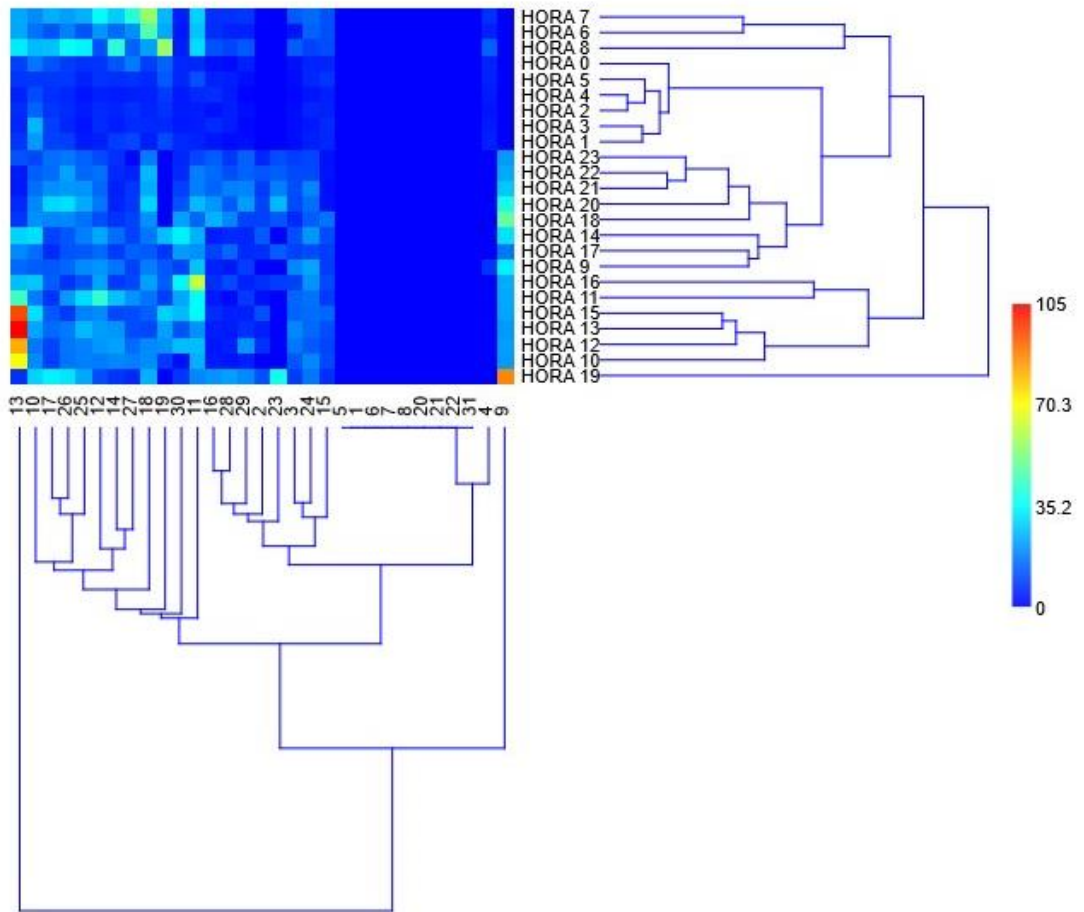 HORA 7
HORA 6
HORA 8
HORA 0
HORA 5
HORA 4
HORA 2
HORA 3
HORA 1
HORA 23
HORA 22
HORA 21
HORA 20
HORA 18
HORA 14
HORA 17
HORA 9
HORA 16
HORA 11
HORA 15
HORA 13
HORA 12
HORA 10
HORA 19
105
70.3
35.2
0
13 10 17 26 25 12 14 27 18 19 30 11 16 28 29 2 23 3 24 15 5 1 6 7 8 20 21 22 31 4 9